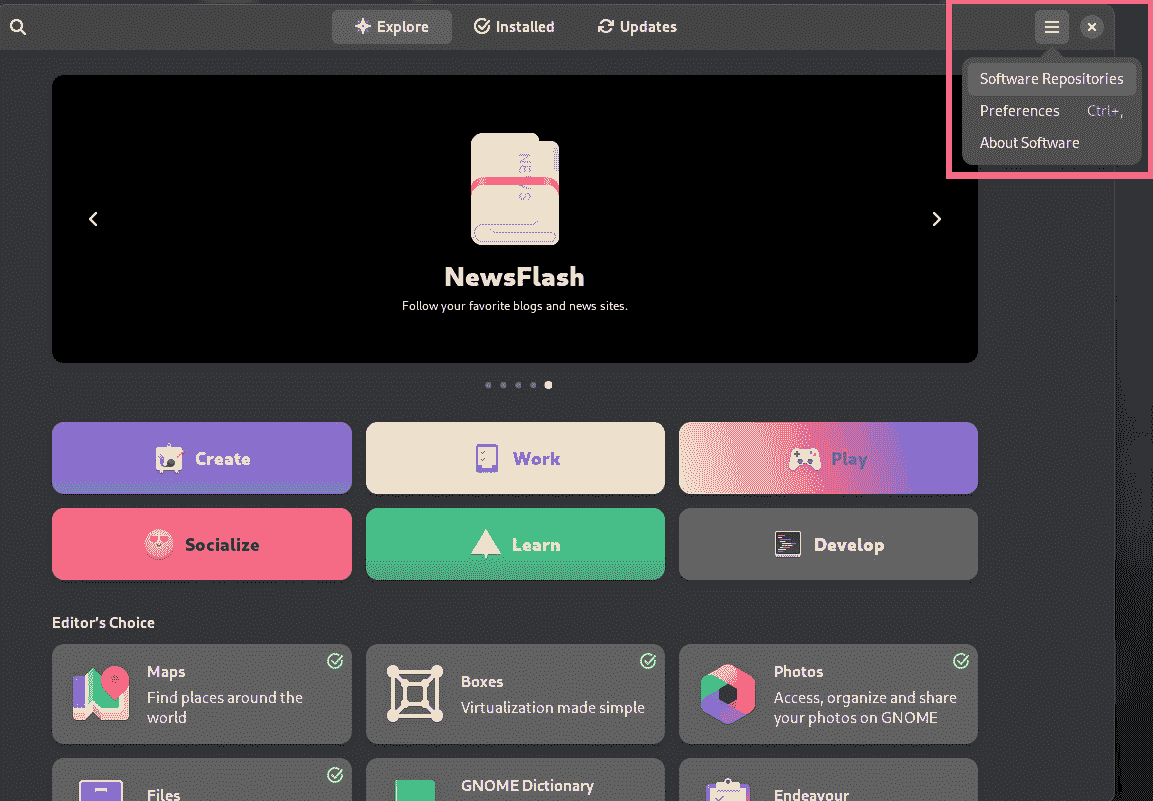 Explore
Installed
Updates
Software Repositories
Preferences Ctrl+,
About Software
NEWS
NewsFlash
Follow your favorite blogs and news sites.
Create
Work
Play
Socialize
Learn
Develop
Editor's Choice
Maps
Find places around the
world
Boxes
Virtualization made simple
Photos
Access, organize and share
your photos on GNOME
Files
GNOME Dictionary
Endeavour